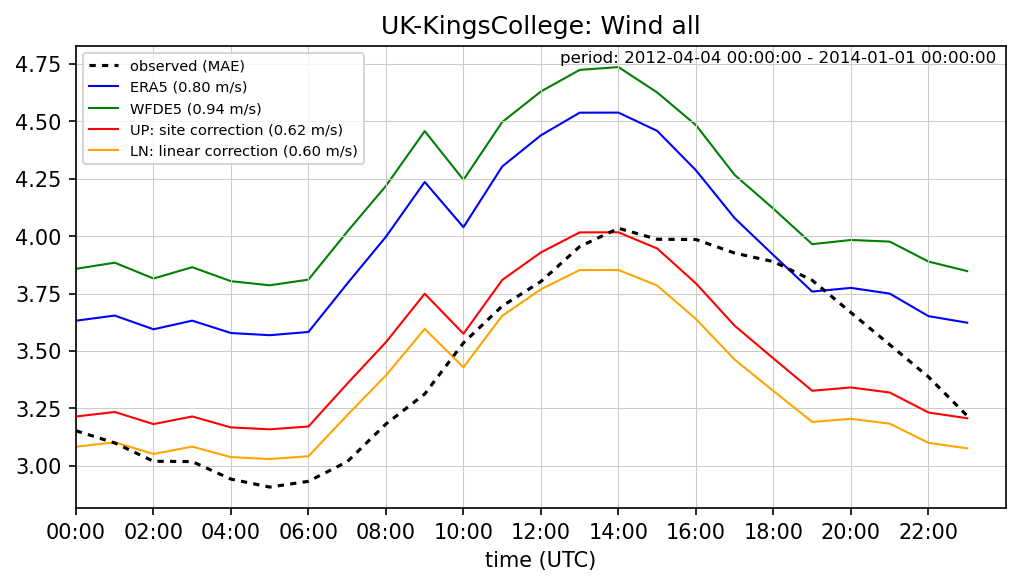 UK-KingsCollege: Wind all
period: 2012-04-04 00:00:00 - 2014-01-01 00:00:00
observed (MAE)
ERA5 (0.80 m/s)
WFDE5 (0.94 m/s)
UP: site correction (0.62 m/s)
LN: linear correction (0.60 m/s)
4.75
4.50
4.25
4.00
3.75
3.50
3.25
3.00
00:00 02:00 04:00 06:00 08:00 10:00 12:00 14:00 16:00 18:00 20:00 22:00
time (UTC)